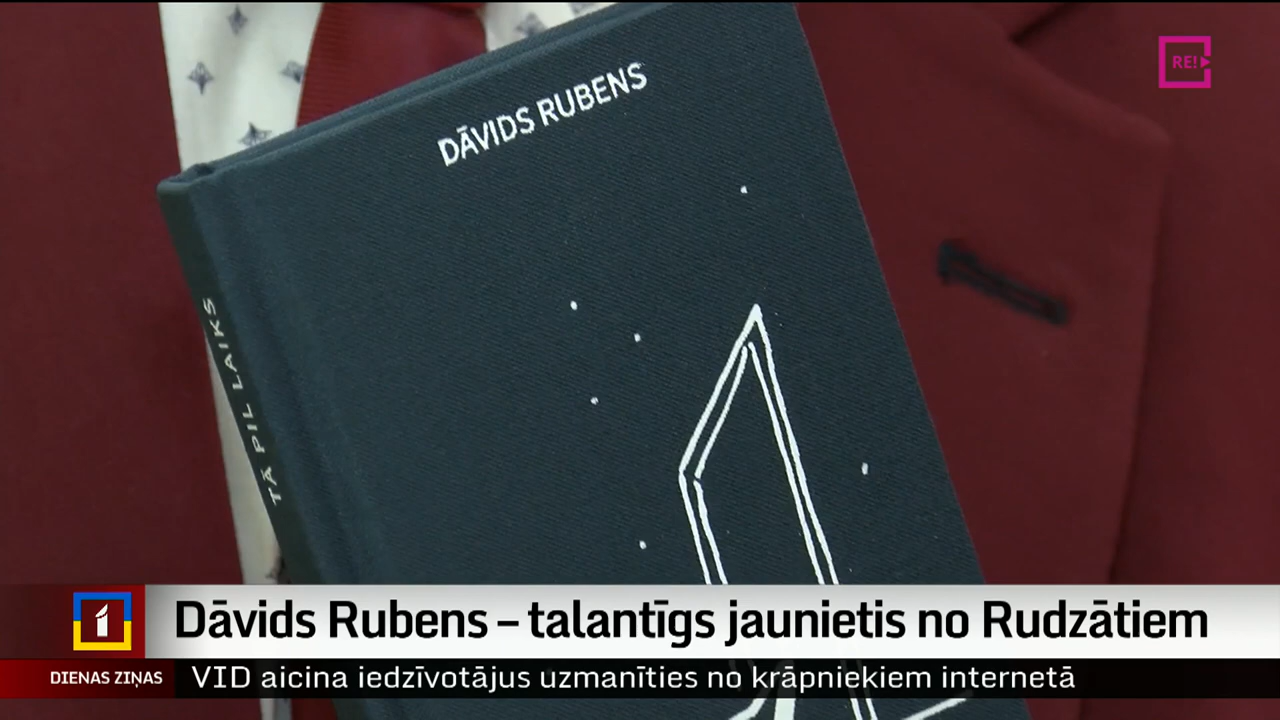 DĀVIDS RUBENS
RE!
TĀ PIL LAIKS
1
Dāvids Rubens – talantīgs jaunietis no Rudzātiem
DIENAS ZIŅAS
VID aicina iedzīvotājus uzmanīties no krāpniekiem internetā